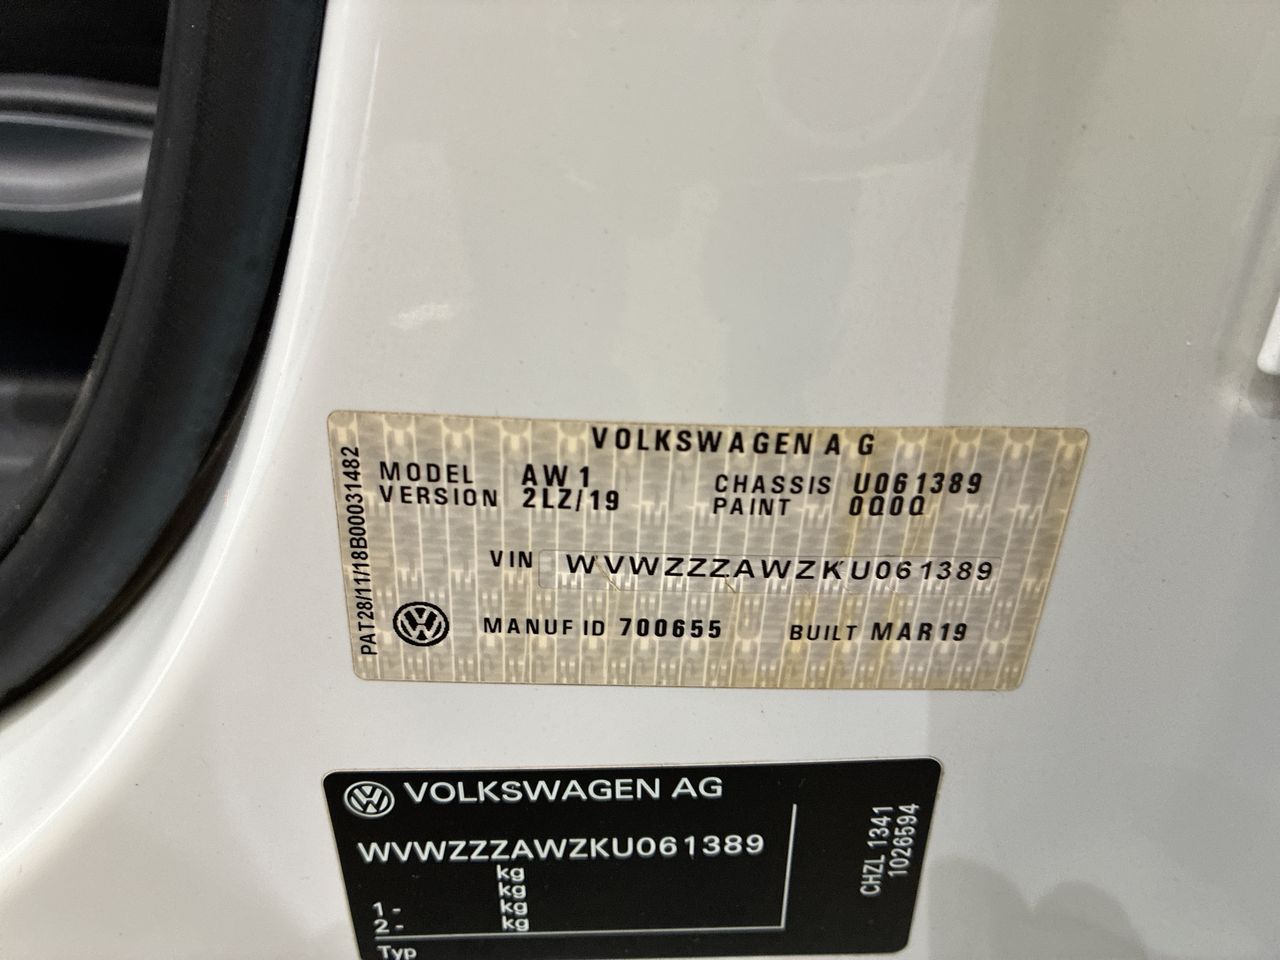 VOLKSWAGEN AG
MODEL AW1 CHASSIS U061389
VERSION 2LZ/19 PAINT 0Q0Q
VIN WVWZZZAWZKU061389
MANUF ID 700655 BUILT MAR19
PAT28/11/18B00031482
VOLKSWAGEN AG
WVWZZZAWZKU061389
kg
kg
1 - kg
2 - kg
Typ
CHZL 1341
1026594